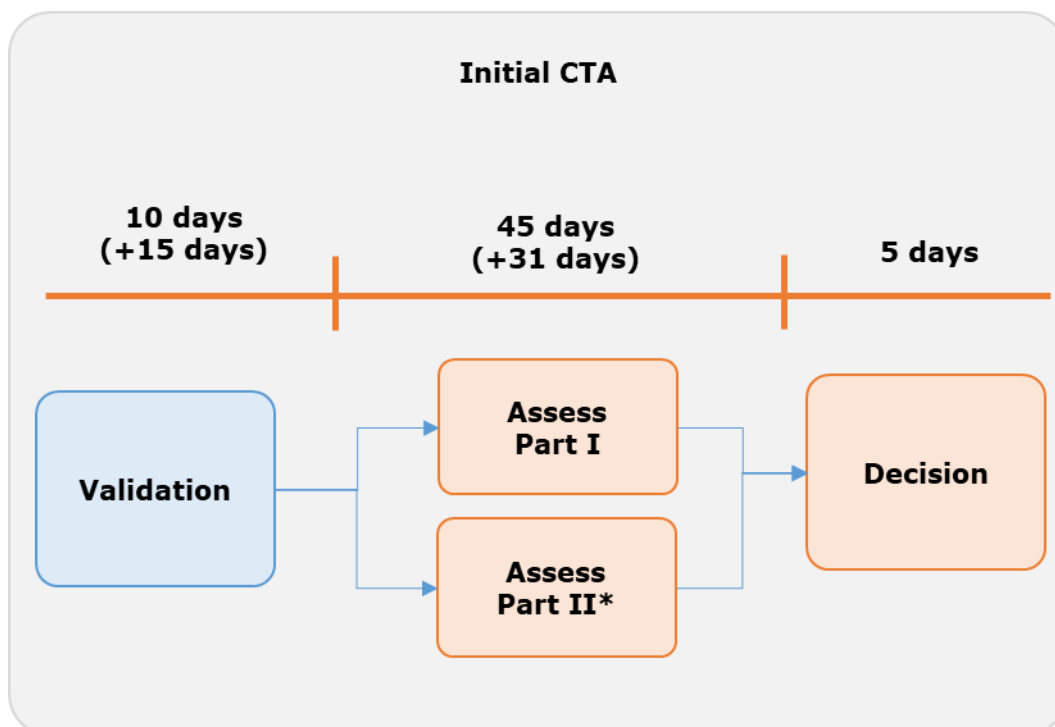 Initial CTA
10 days
(+15 days)
45 days
(+31 days)
5 days
Validation
Assess
Part I
Assess
Part II*
Decision